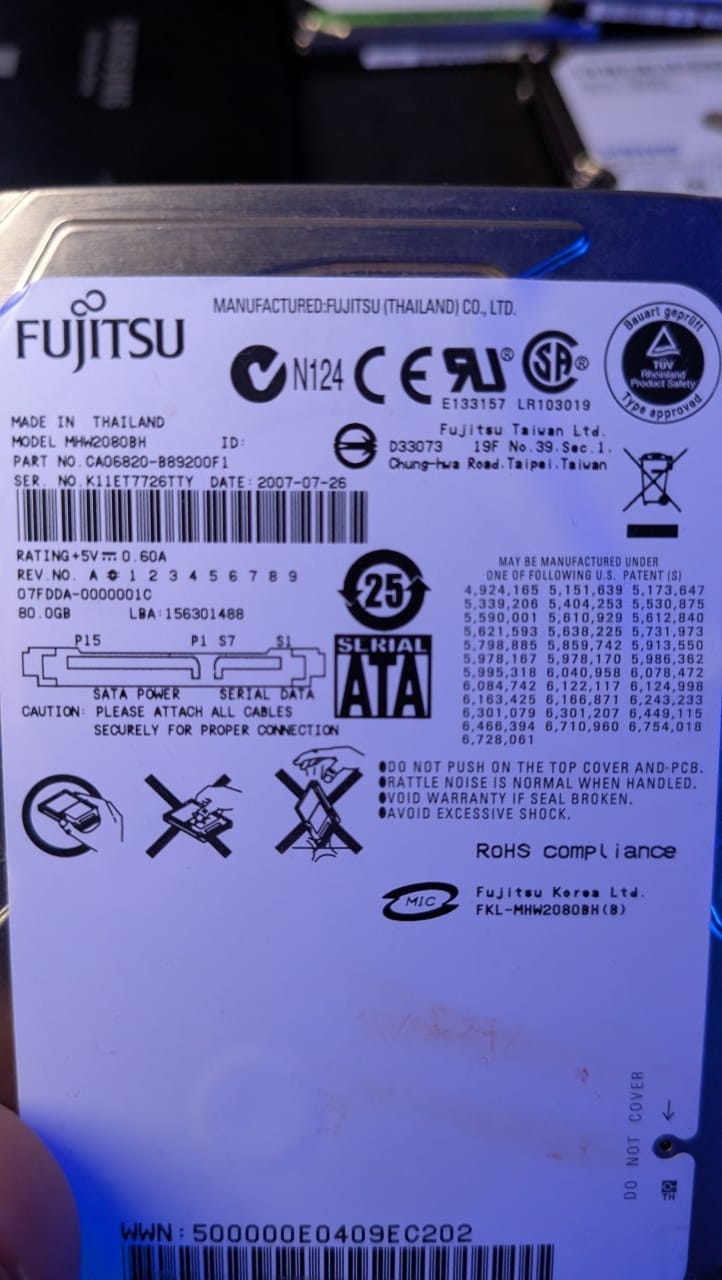 MANUFACTURED:FUJITSU (THAILAND) CO., LTD.
FUJITSU
N124 CE RU® SA®
E133157 LR103019
Bauart geprüft
TÜV
Rheinland
Product Safety
Type approved
MADE IN THAILAND
MODEL MHW2080BH ID:
PART NO.CA06820-B89200F1
SER. NO.K11ET7726TTY DATE:2007-07-26
Fujitsu Taiwan Ltd.
D33073 19F No.39.Sec.1.
Chung-hwa Road.Taipei.Taiwan
RATING+5V⎓0.60A
REV.NO. A 0 1 2 3 4 5 6 7 8 9
07FDDA-0000001C
80.0GB LBA:156301488
25
SERIAL
ATA
P15 P1 S7 S1
SATA POWER SERIAL DATA
CAUTION: PLEASE ATTACH ALL CABLES
SECURELY FOR PROPER CONNECTION
MAY BE MANUFACTURED UNDER
ONE OF FOLLOWING U.S. PATENT (S)
4,924,165 5,151,639 5,173,647
5,339,206 5,404,253 5,530,875
5,590,001 5,610,929 5,612,840
5,621,593 5,638,225 5,731,973
5,798,885 5,859,742 5,913,550
5,978,167 5,978,170 5,986,362
5,995,318 6,040,958 6,078,472
6,084,742 6,122,117 6,124,998
6,163,425 6,166,871 6,243,233
6,301,079 6,301,207 6,449,115
6,466,394 6,710,960 6,754,018
6,728,061
●DO NOT PUSH ON THE TOP COVER AND PCB.
●RATTLE NOISE IS NORMAL WHEN HANDLED.
●VOID WARRANTY IF SEAL BROKEN.
●AVOID EXCESSIVE SHOCK.
RoHS compliance
MIC
Fujitsu Korea Ltd.
FKL-MHW2080BH(B)
DO NOT COVER
TH
WWN:500000E0409EC202